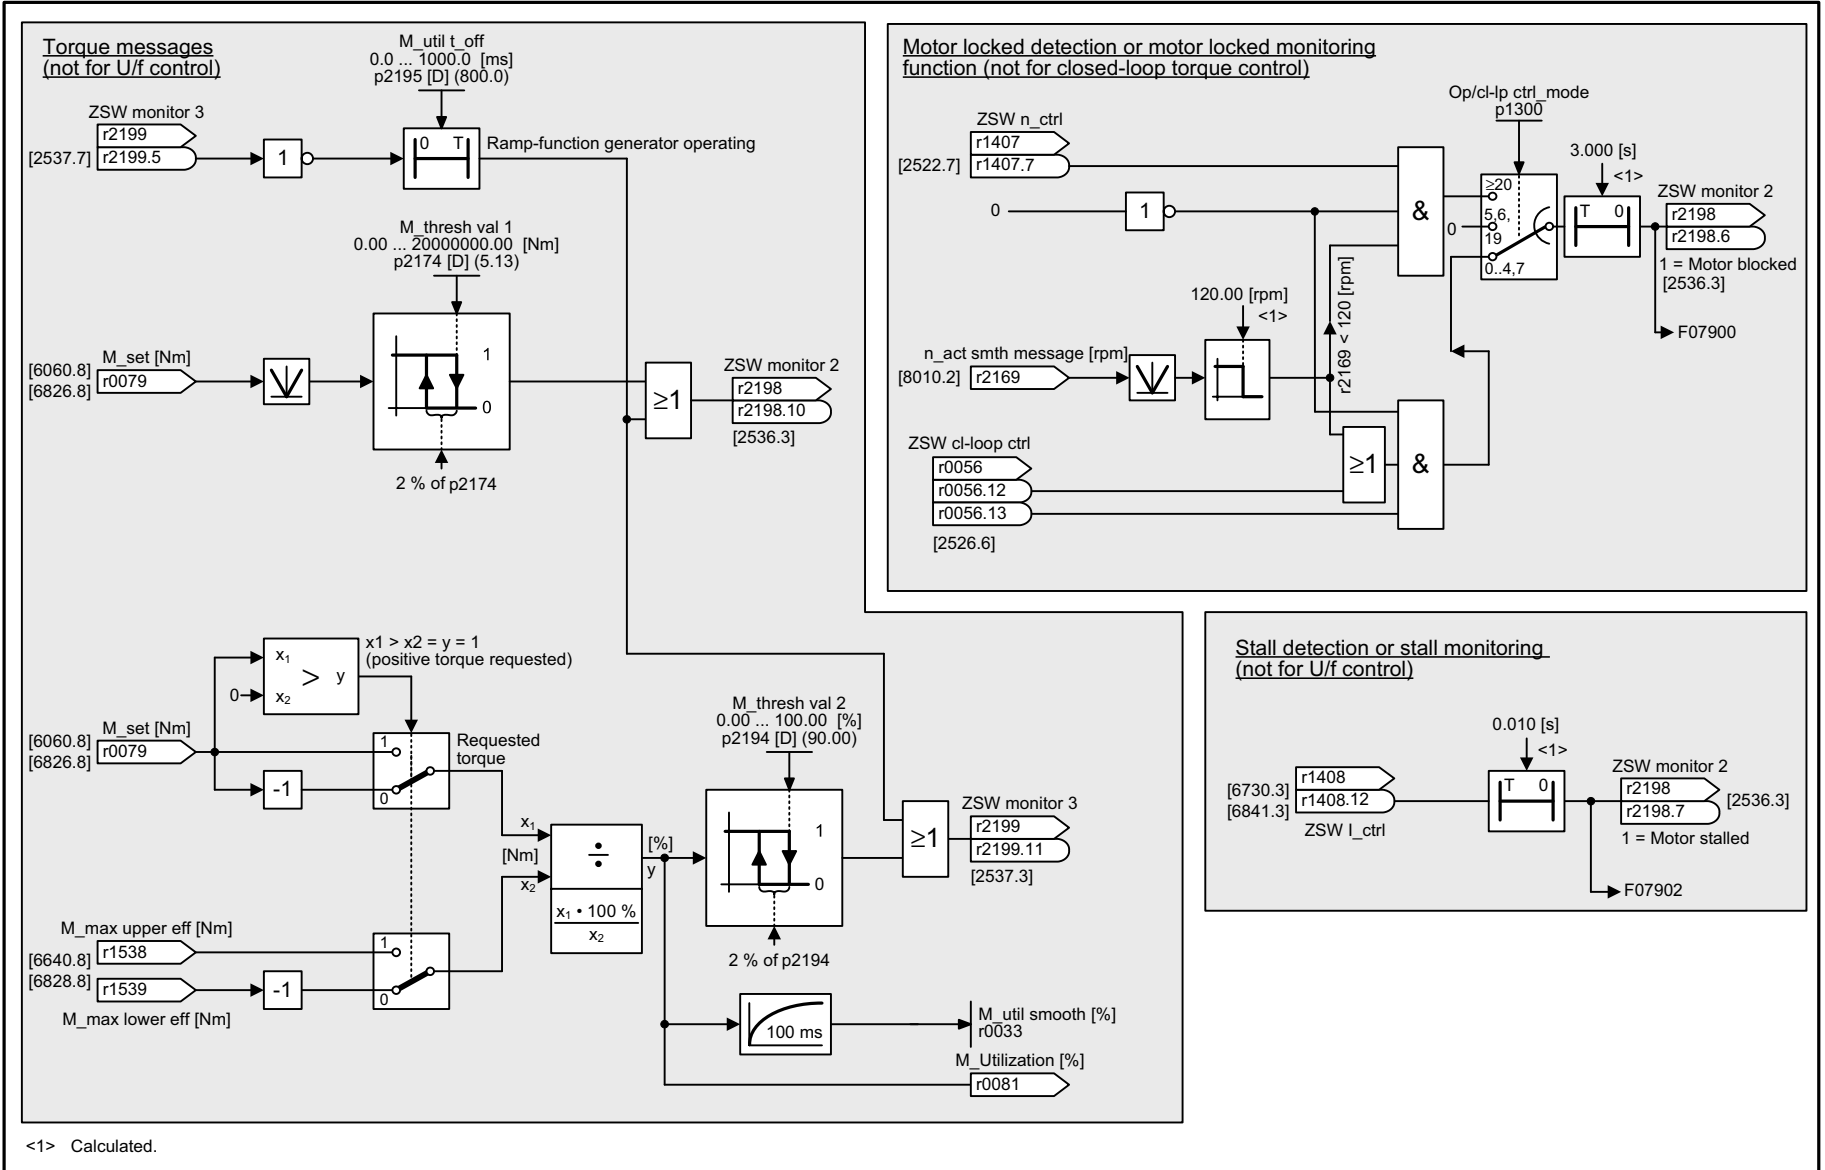 Torque messages
(not for U/f control)
M_util t_off
0.0 ... 1000.0 [ms]
p2195 [D] (800.0)
ZSW monitor 3
r2199
[2537.7]
r2199.5
1
0 T
Ramp-function generator operating
M_thresh val 1
0.00 ... 20000000.00 [Nm]
p2174 [D] (5.13)
M_set [Nm]
[6060.8]
[6826.8]
r0079
1
0
2 % of p2174
≥1
ZSW monitor 2
r2198
r2198.10
[2536.3]
x1 > x2 = y = 1
(positive torque requested)
x₁
> y
0
x₂
M_set [Nm]
[6060.8]
[6826.8]
r0079
1
Requested
torque
-1
0
x₁
[Nm]
x₂
÷
x₁ • 100 %
x₂
[%]
y
M_max upper eff [Nm]
[6640.8]
[6828.8]
r1538
r1539
-1
1
0
M_max lower eff [Nm]
M_thresh val 2
0.00 ... 100.00 [%]
p2194 [D] (90.00)
1
0
2 % of p2194
≥1
ZSW monitor 3
r2199
r2199.11
[2537.3]
100 ms
M_util smooth [%]
r0033
M_Utilization [%]
r0081
Motor locked detection or motor locked monitoring
function (not for closed-loop torque control)
ZSW n_ctrl
r1407
[2522.7]
r1407.7
0
1
&
Op/cl-lp ctrl_mode
p1300
≥20
5,6,
0
19
0..4,7
3.000 [s]
<1>
T 0
ZSW monitor 2
r2198
r2198.6
1 = Motor blocked
[2536.3]
F07900
120.00 [rpm]
<1>
n_act smth message [rpm]
[8010.2]
r2169
r2169 < 120 [rpm]
ZSW cl-loop ctrl
r0056
r0056.12
r0056.13
[2526.6]
≥1
&
Stall detection or stall monitoring
(not for U/f control)
0.010 [s]
<1>
[6730.3]
[6841.3]
r1408
r1408.12
ZSW I_ctrl
T 0
ZSW monitor 2
r2198
r2198.7
[2536.3]
1 = Motor stalled
F07902
<1> Calculated.